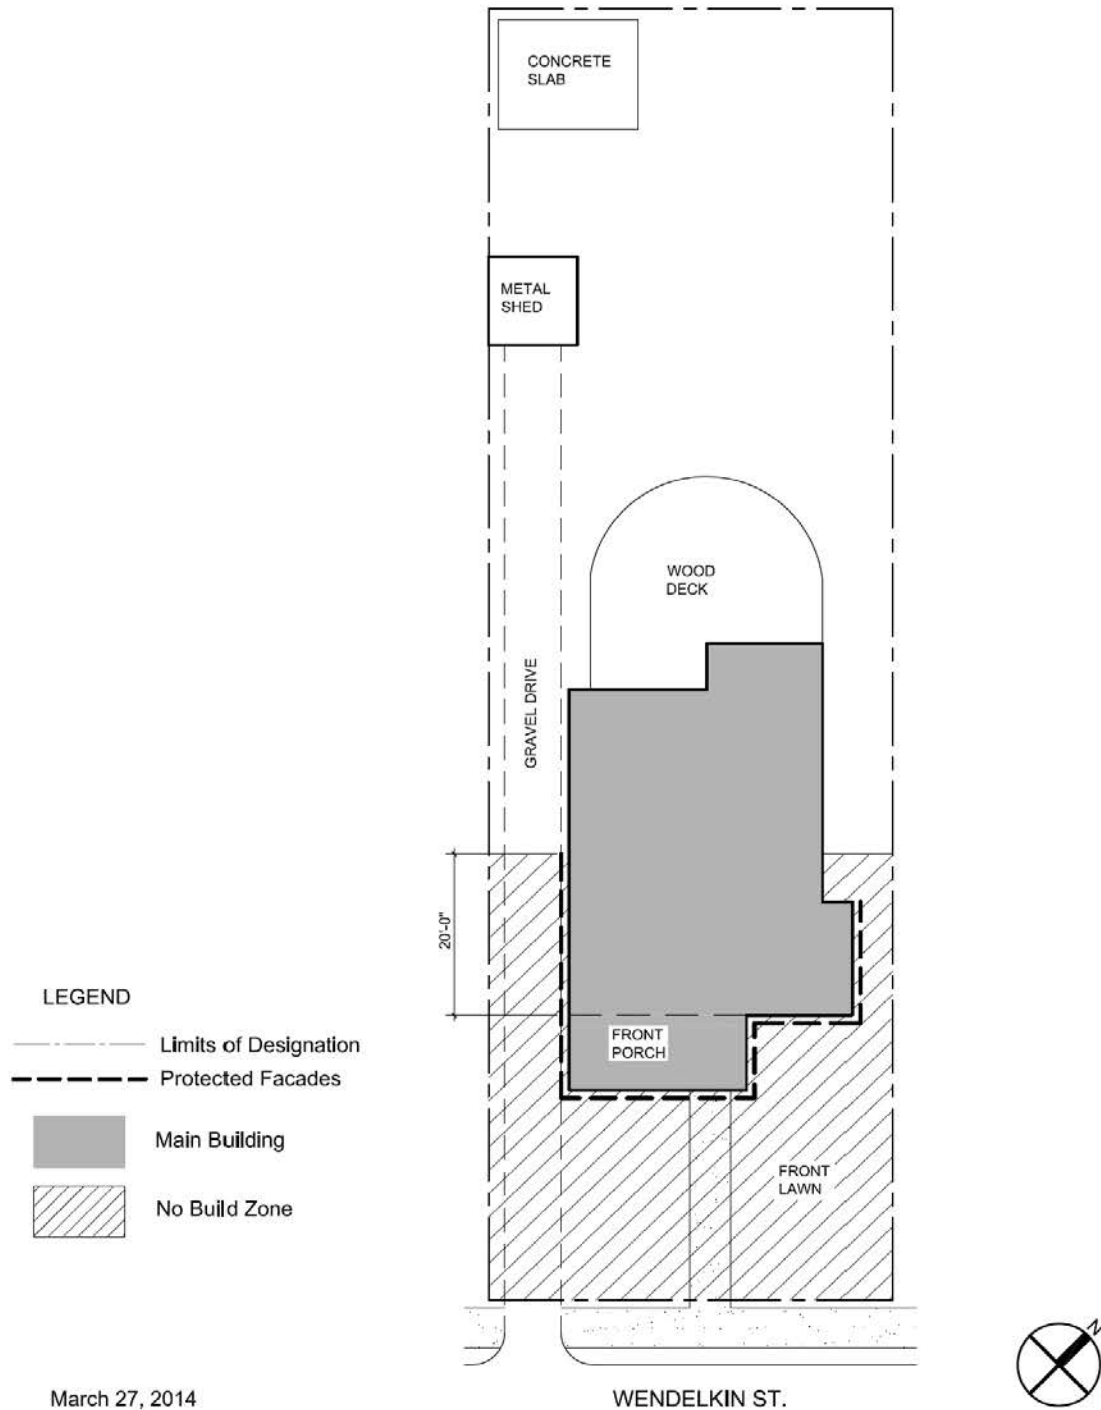 CONCRETE
SLAB
METAL
SHED
WOOD
DECK
GRAVEL DRIVE
20'-0"
LEGEND
Limits of Designation
Protected Facades
Main Building
No Build Zone
FRONT
PORCH
FRONT
LAWN
N
March 27, 2014
WENDELKIN ST.